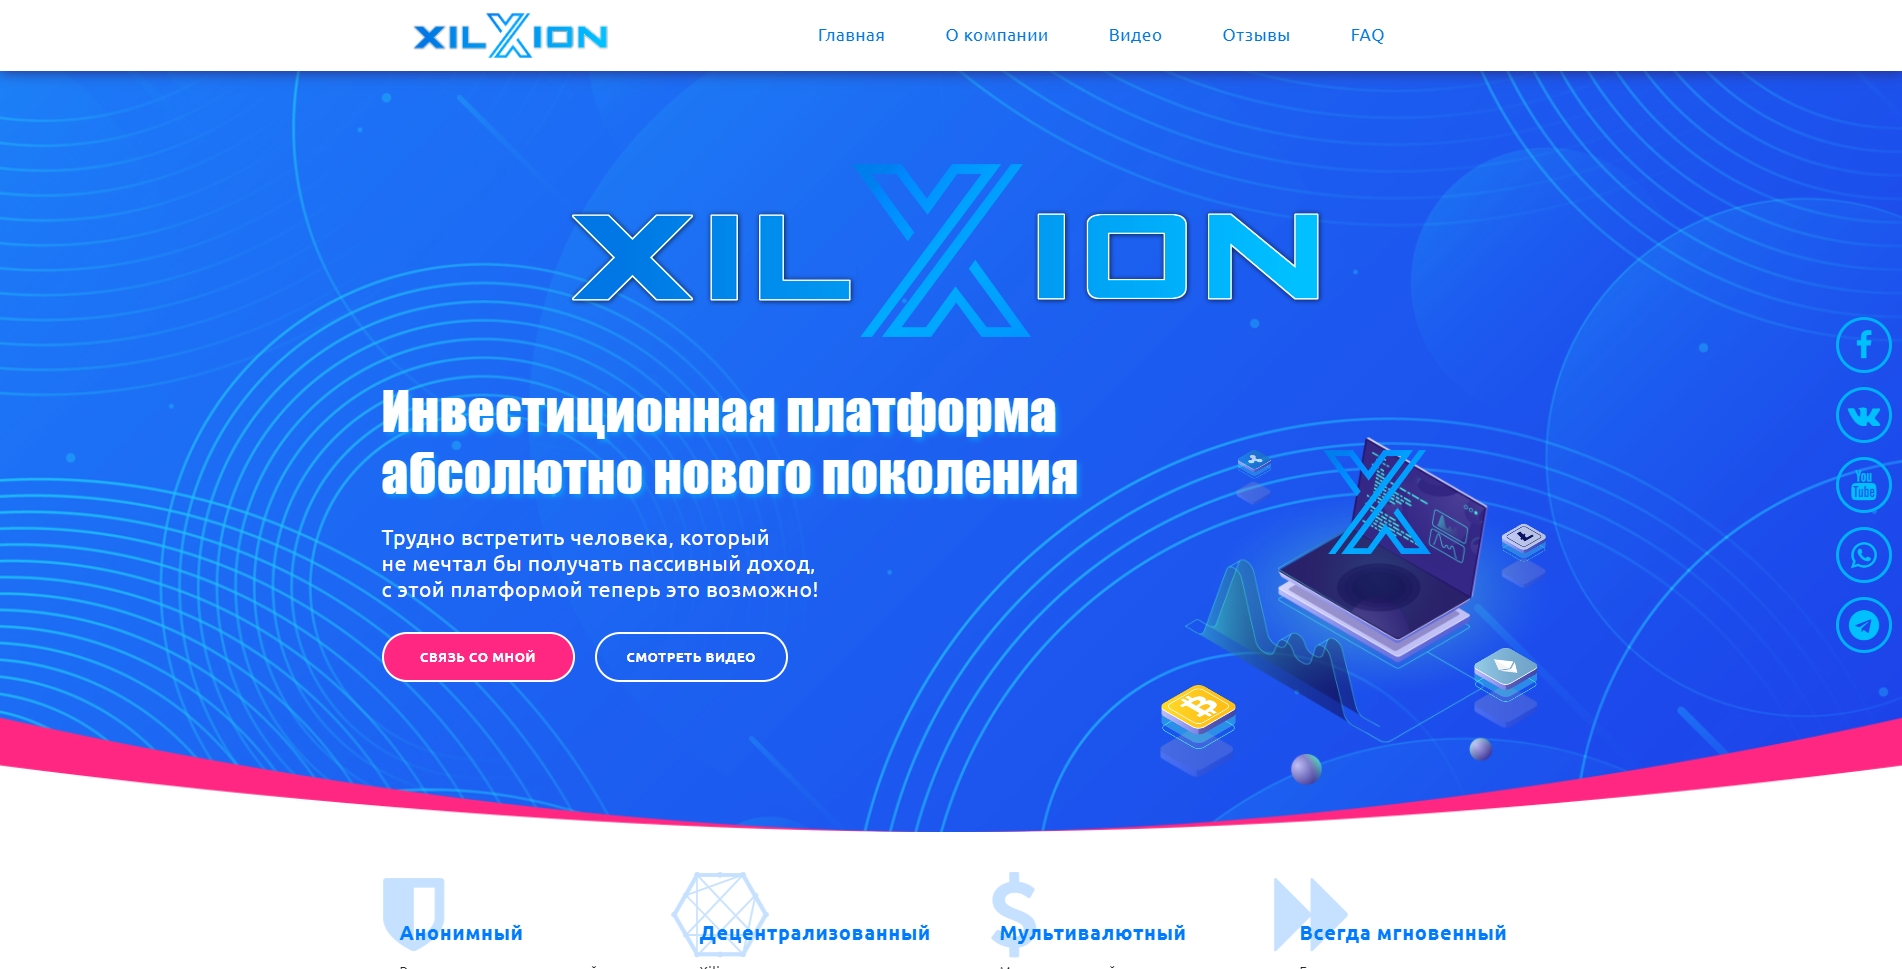 XILXION
Главная О компании Видео Отзывы FAQ
XILXION
Инвестиционная платформа
абсолютно нового поколения
Трудно встретить человека, который
не мечтал бы получать пассивный доход,
с этой платформой теперь это возможно!
СВЯЗЬ СО МНОЙ СМОТРЕТЬ ВИДЕО
You
Tube
Анонимный Децентрализованный Мультивалютный Всегда мгновенный